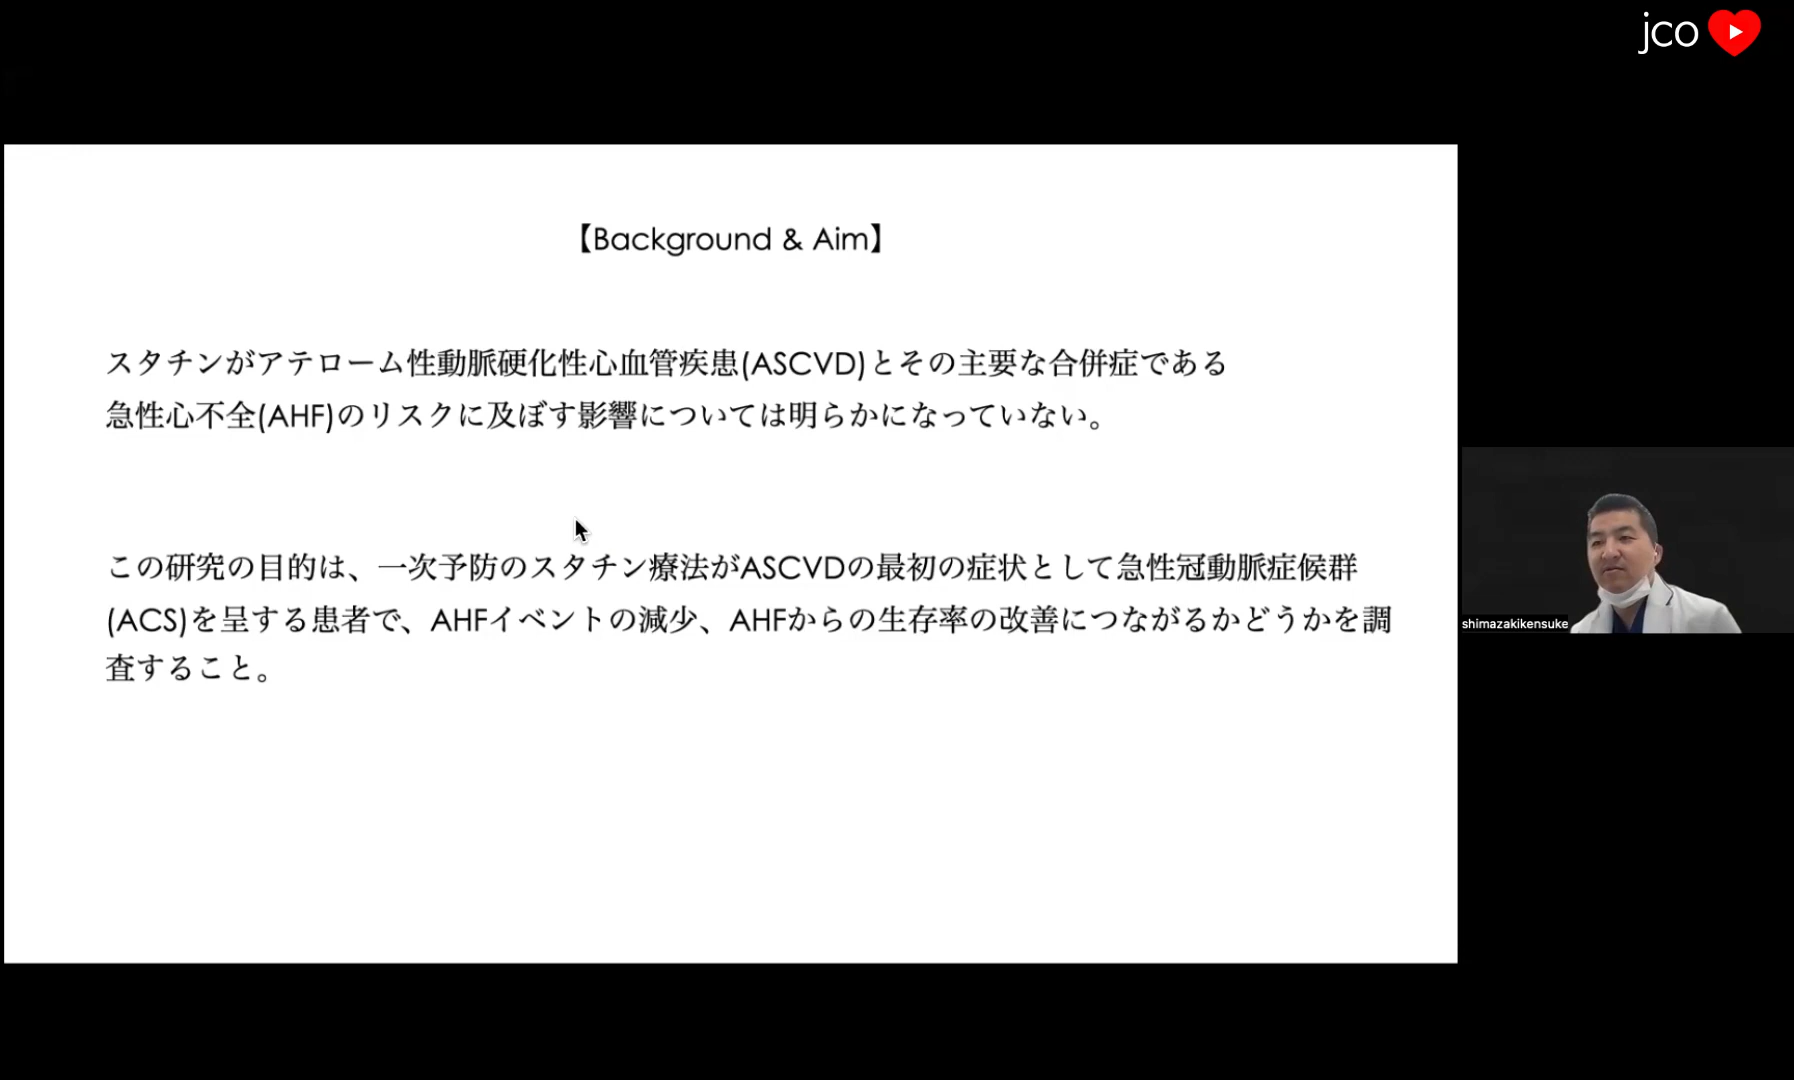 jco
【Background & Aim】
スタチンがアテローム性動脈硬化性心血管疾患(ASCVD)とその主要な合併症である
急性心不全(AHF)のリスクに及ぼす影響については明らかになっていない。
この研究の目的は、一次予防のスタチン療法がASCVDの最初の症状として急性冠動脈症候群
(ACS)を呈する患者で、AHFイベントの減少、AHFからの生存率の改善につながるかどうかを調
査すること。
shimazakikensuke